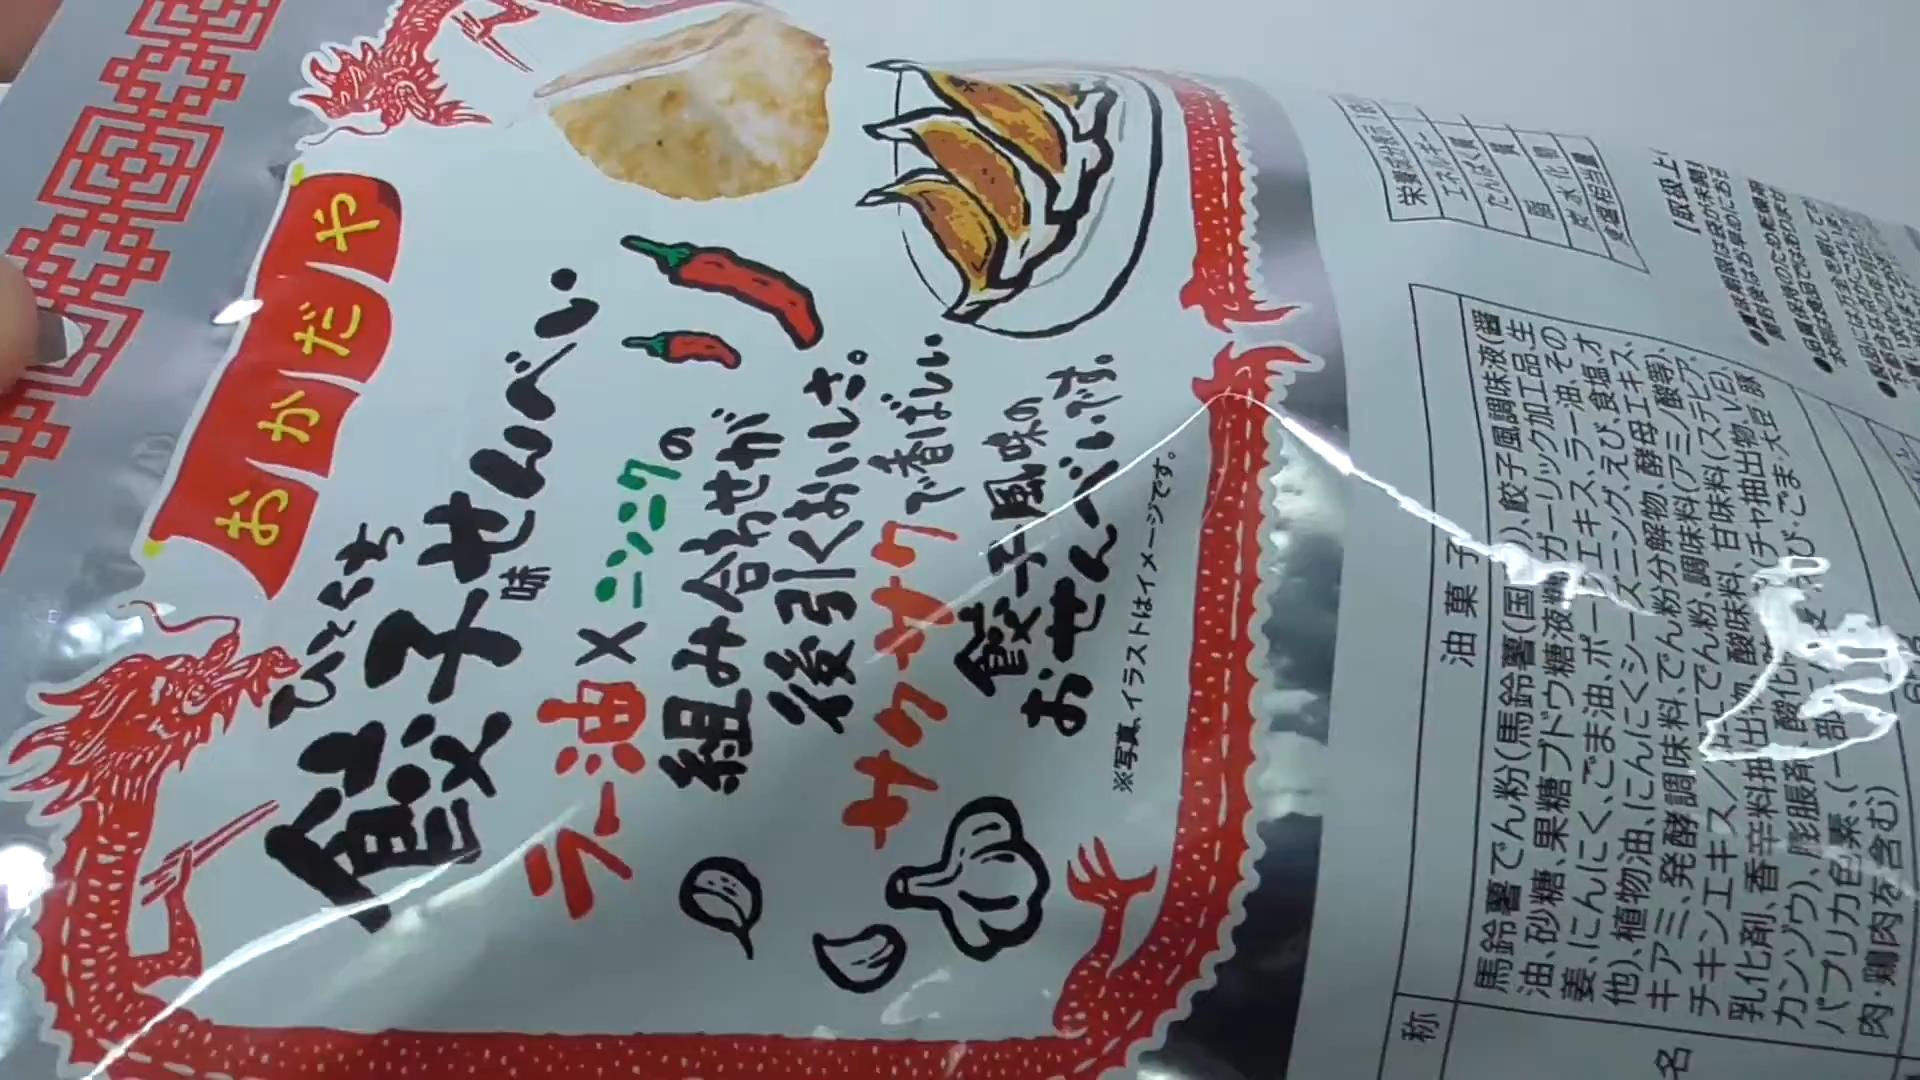 おかだや
ひとくち
餃子せんべい
味
ラー油×ニンニクの
組み合わせが
後引くおいしさ。
サクサクで香ばしい
餃子風味の
おせんべいです。
※写真、イラストはイメージです。
栄養成分表示
エネルギー
たんぱく質
脂質
炭水化物
食塩相当量
【取扱上
称
油菓子
名
馬鈴薯でん粉(馬鈴薯(国
)、餃子風調味液(醤
油、砂糖、果糖ブドウ糖液糖
ガーリック加工品、生
姜、にんにく、ごま油、ポー
エキス、ラー油、その
他)、植物油、にんにくシーズニング、えび、食塩、オ
キアミ、発酵調味料、でん粉分解物、酵母エキス、
チキンエキス/加工でん粉、調味料(アミノ酸等)、
乳化剤、香辛料抽出物、酸味料、甘味料(ステビア、
カンゾウ)、膨脹剤、酸化
(チャ抽出物、V.E)、
パプリカ色素、(一部
ごま・大豆・豚
肉・鶏肉を含む)